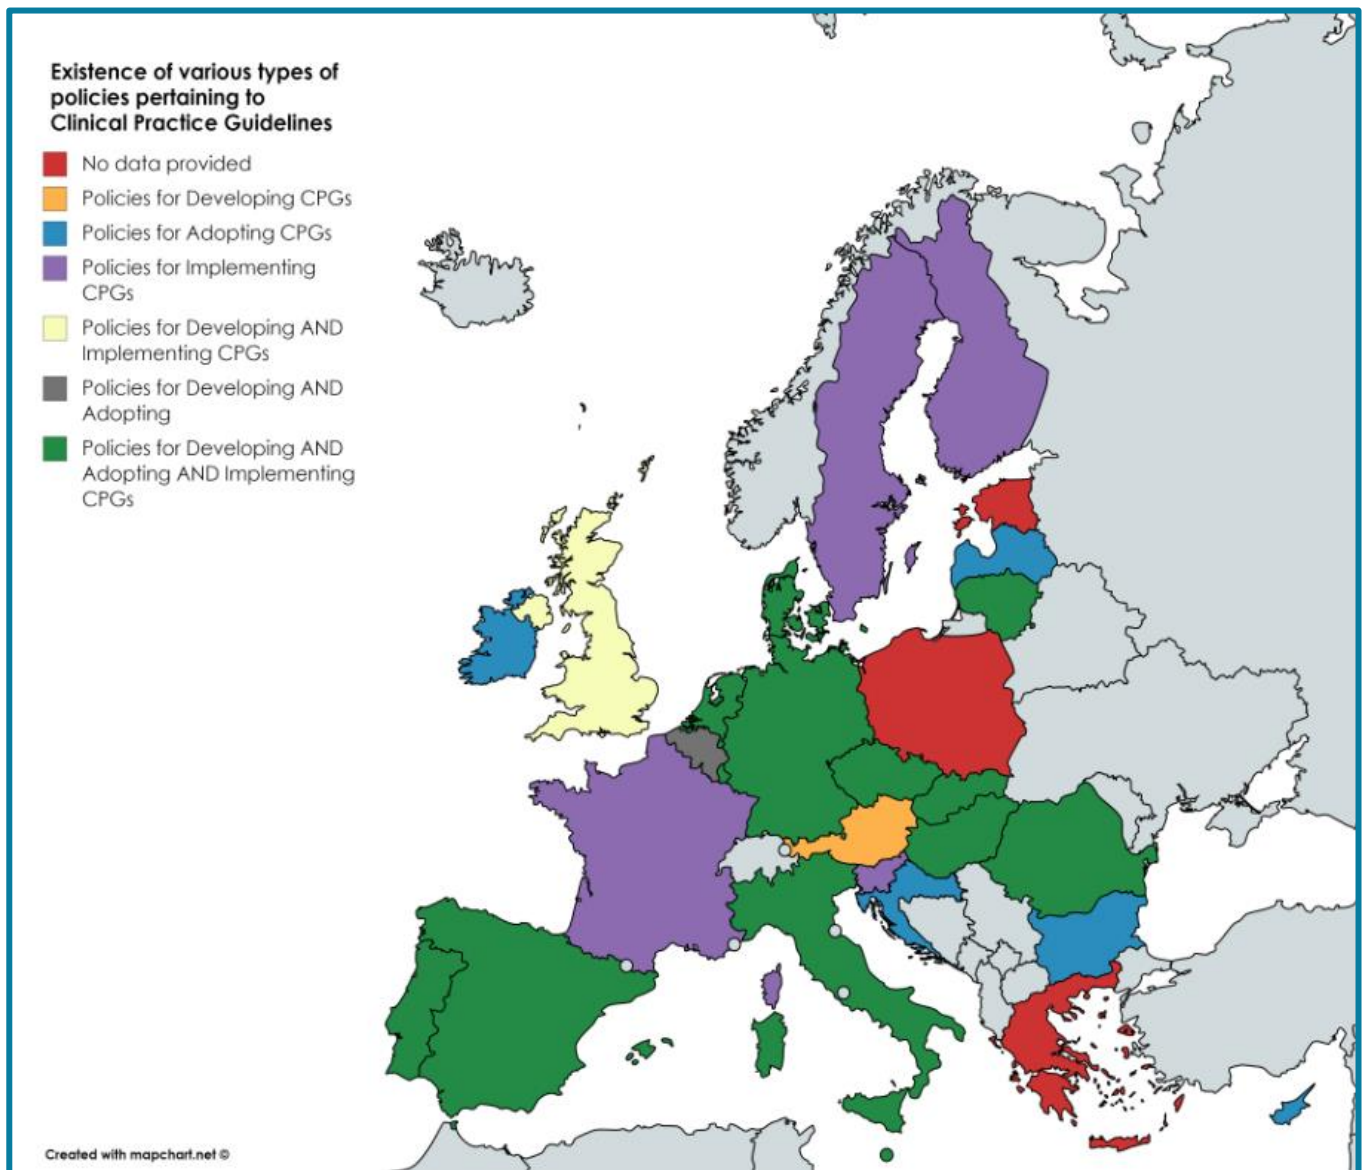 Existence of various types of
policies pertaining to
Clinical Practice Guidelines
No data provided
Policies for Developing CPGs
Policies for Adopting CPGs
Policies for Implementing
CPGs
Policies for Developing AND
Implementing CPGs
Policies for Developing AND
Adopting
Policies for Developing AND
Adopting AND Implementing
CPGs
Created with mapchart.net ©